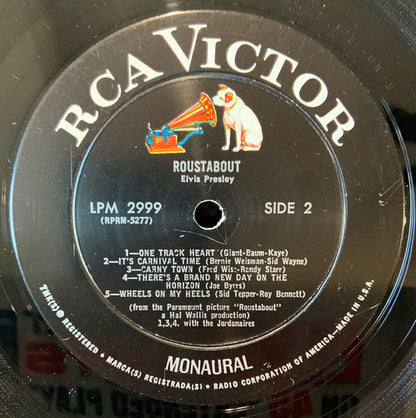 RCA VICTOR
ROUSTABOUT
Elvis Presley
LPM 2999
(RPRM-5277)
SIDE 2
1—ONE TRACK HEART (Giant-Baum-Kaye)
2—IT'S CARNIVAL TIME (Bernie Weisman-Sid Wayne)
3—CARNY TOWN (Fred Wise-Randy Starr)
4—THERE'S A BRAND NEW DAY ON THE
HORIZON (Joe Byers)
5—WHEELS ON MY HEELS (Sid Tepper-Roy Bennett)
(from the Paramount picture "Roustabout"
a Hal Wallis production)
1,3,4. with the Jordanaires
MONAURAL
TMK(S) ® REGISTERED • MARCA(S) REGISTRADA(S) • RADIO CORPORATION OF AMERICA—MADE IN U.S.A.